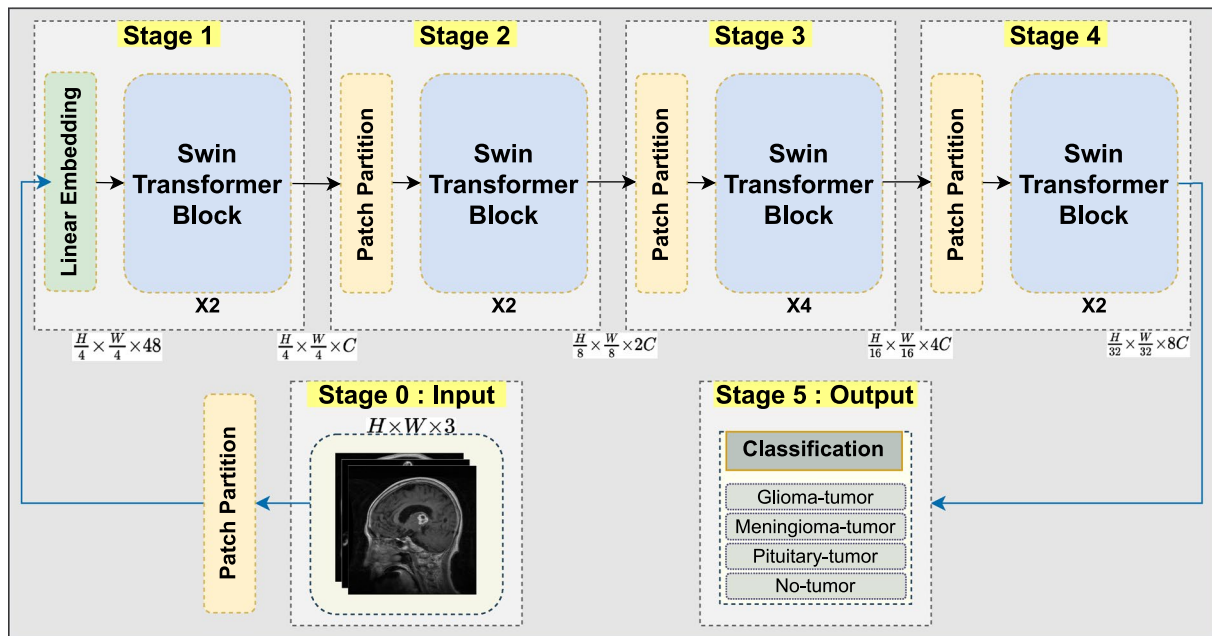 Stage 1
Linear Embedding
Swin
Transformer
Block
X2
Stage 2
Patch Partition
Swin
Transformer
Block
X2
Stage 3
Patch Partition
Swin
Transformer
Block
X4
Stage 4
Patch Partition
Swin
Transformer
Block
X2
H/4 × W/4 × 48
H/4 × W/4 × C
H/8 × W/8 × 2C
H/16 × W/16 × 4C
H/32 × W/32 × 8C
Patch Partition
Stage 0 : Input
H×W×3
Stage 5 : Output
Classification
Glioma-tumor
Meningioma-tumor
Pituitary-tumor
No-tumor